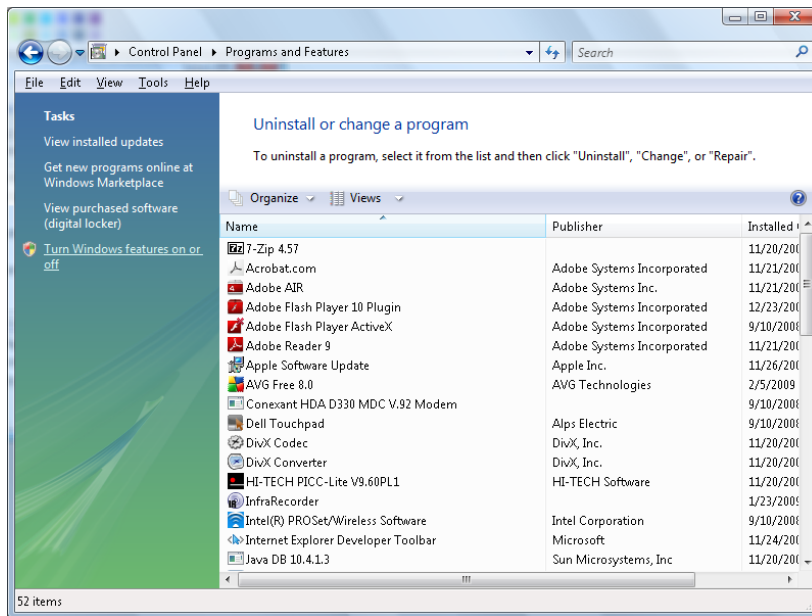 Control Panel ▸ Programs and Features
Search
File Edit View Tools Help
Tasks
View installed updates
Get new programs online at
Windows Marketplace
View purchased software
(digital locker)
Turn Windows features on or
off
Uninstall or change a program
To uninstall a program, select it from the list and then click "Uninstall", "Change", or "Repair".
Organize Views
Name Publisher Installed
7-Zip 4.57 11/20/200
Acrobat.com Adobe Systems Incorporated 11/21/200
Adobe AIR Adobe Systems Inc. 11/21/200
Adobe Flash Player 10 Plugin Adobe Systems Incorporated 12/23/200
Adobe Flash Player ActiveX Adobe Systems Incorporated 9/10/2008
Adobe Reader 9 Adobe Systems Incorporated 11/21/200
Apple Software Update Apple Inc. 11/26/200
AVG Free 8.0 AVG Technologies 2/5/2009
Conexant HDA D330 MDC V.92 Modem 9/10/2008
Dell Touchpad Alps Electric 9/10/2008
DivX Codec DivX, Inc. 11/20/200
DivX Converter DivX, Inc. 11/20/200
HI-TECH PICC-Lite V9.60PL1 HI-TECH Software 11/20/200
InfraRecorder 1/23/2009
Intel(R) PROSet/Wireless Software Intel Corporation 9/10/2008
Internet Explorer Developer Toolbar Microsoft 11/24/200
Java DB 10.4.1.3 Sun Microsystems, Inc 11/20/200
52 items